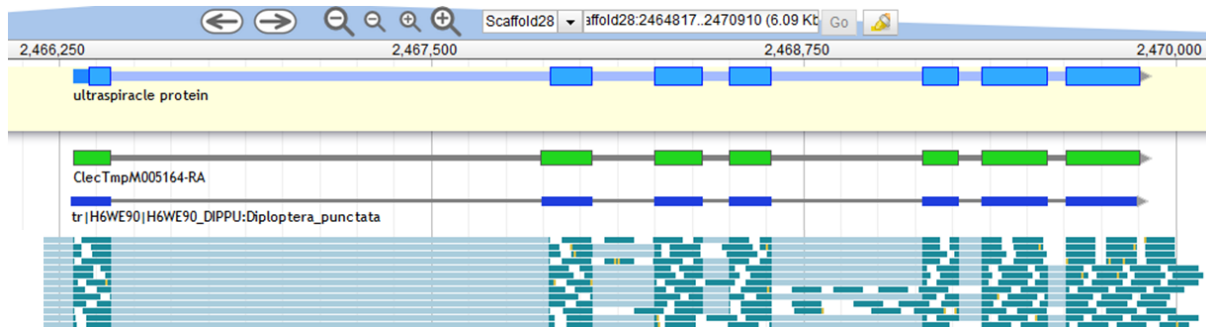 Scaffold28 affold28:2464817..2470910 (6.09 Kb Go
2,466,250 2,467,500 2,468,750 2,470,000
ultraspiracle protein
ClecTmpM005164-RA
tr|H6WE90|H6WE90_DIPPU:Diploptera_punctata